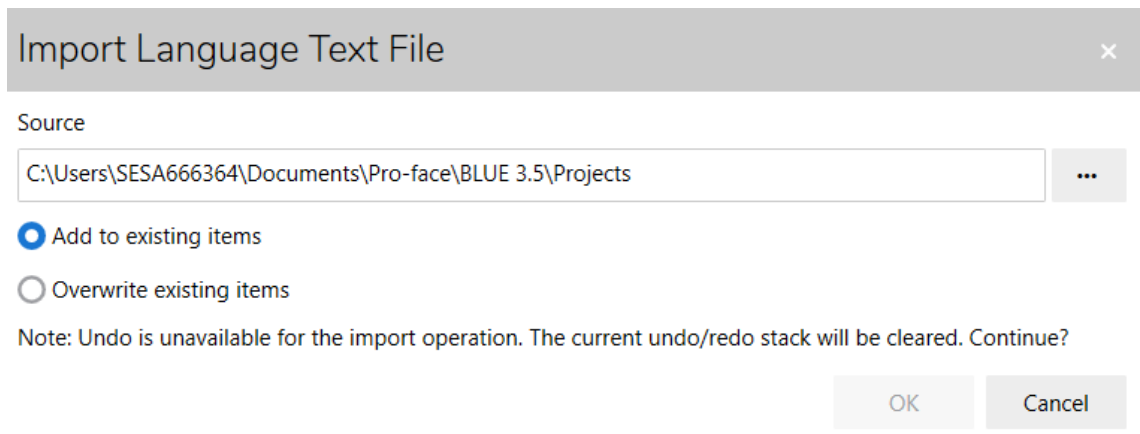 Import Language Text File
Source
C:\Users\SESA666364\Documents\Pro-face\BLUE 3.5\Projects
Add to existing items
Overwrite existing items
Note: Undo is unavailable for the import operation. The current undo/redo stack will be cleared. Continue?
OK Cancel